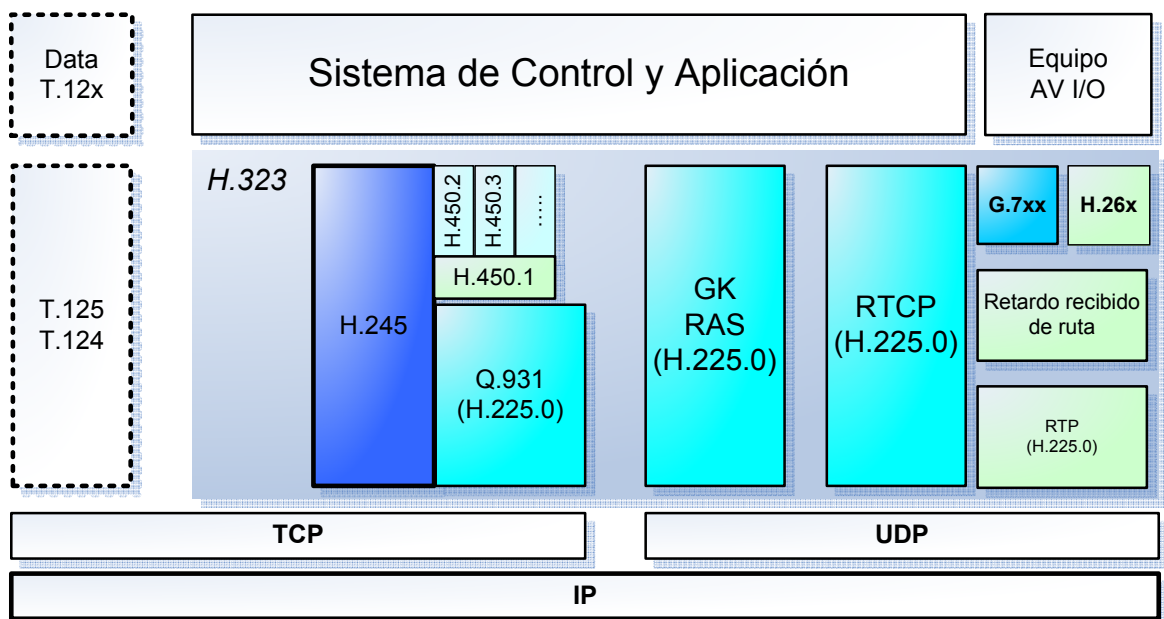 Data
T.12x
Sistema de Control y Aplicación
Equipo
AV I/O
H.323
T.125
T.124
H.245
H.450.2
H.450.3
.....
H.450.1
Q.931
(H.225.0)
GK
RAS
(H.225.0)
RTCP
(H.225.0)
G.7xx
H.26x
Retardo recibido
de ruta
RTP
(H.225.0)
TCP
UDP
IP